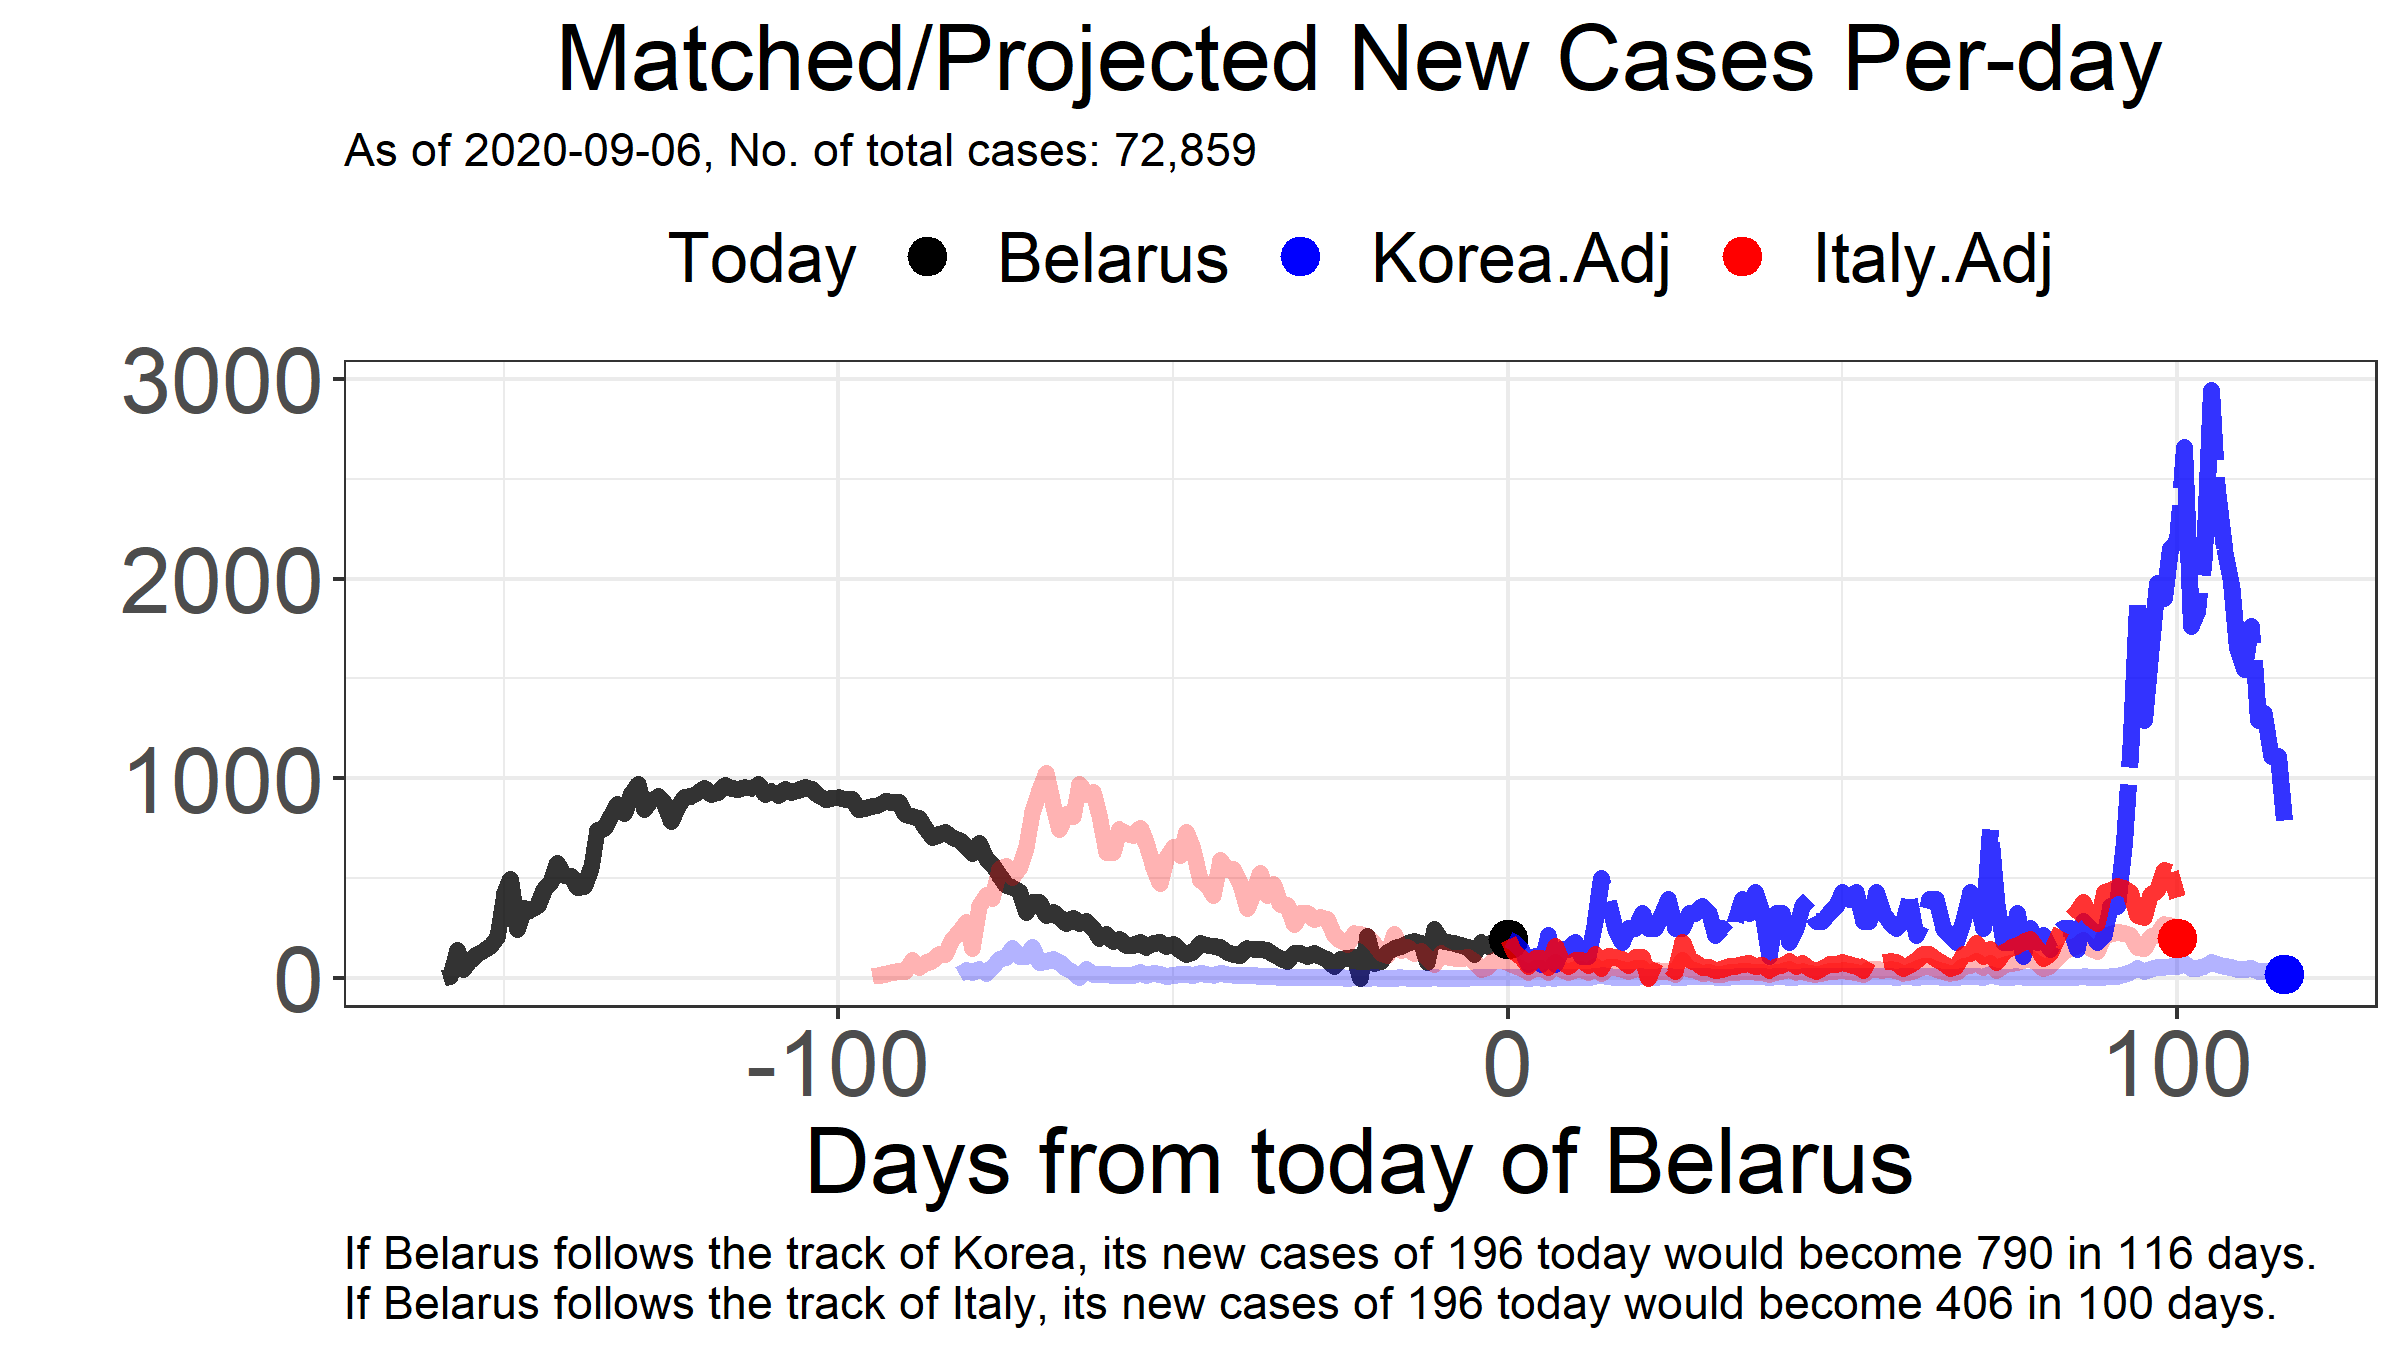 Matched/Projected New Cases Per-day
As of 2020-09-06, No. of total cases: 72,859
Today Belarus Korea.Adj Italy.Adj
3000
2000
1000
0
-100 0 100
Days from today of Belarus
If Belarus follows the track of Korea, its new cases of 196 today would become 790 in 116 days.
If Belarus follows the track of Italy, its new cases of 196 today would become 406 in 100 days.